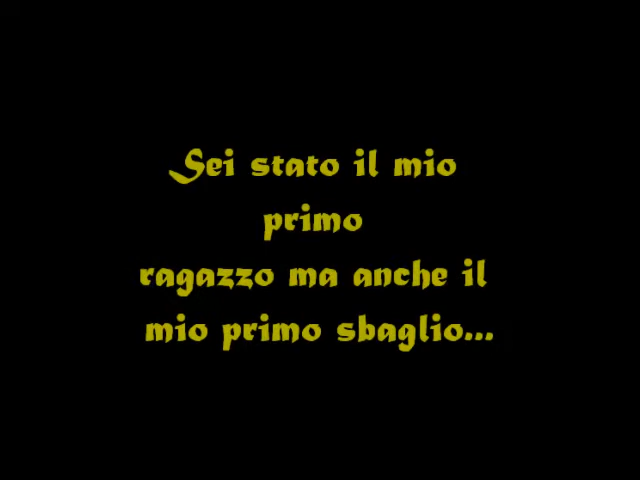 Sei stato il mio
primo
ragazzo ma anche il
mio primo sbaglio...